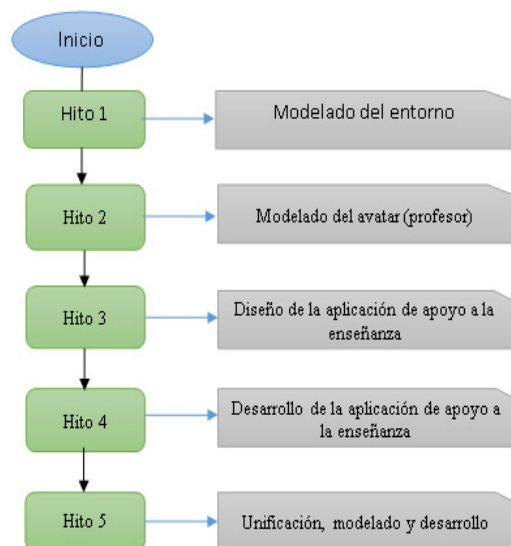 Inicio
Hito 1
Modelado del entorno
Hito 2
Modelado del avatar (profesor)
Hito 3
Diseño de la aplicación de apoyo a la
enseñanza
Hito 4
Desarrollo de la aplicación de apoyo a
la enseñanza
Hito 5
Unificación, modelado y desarrollo